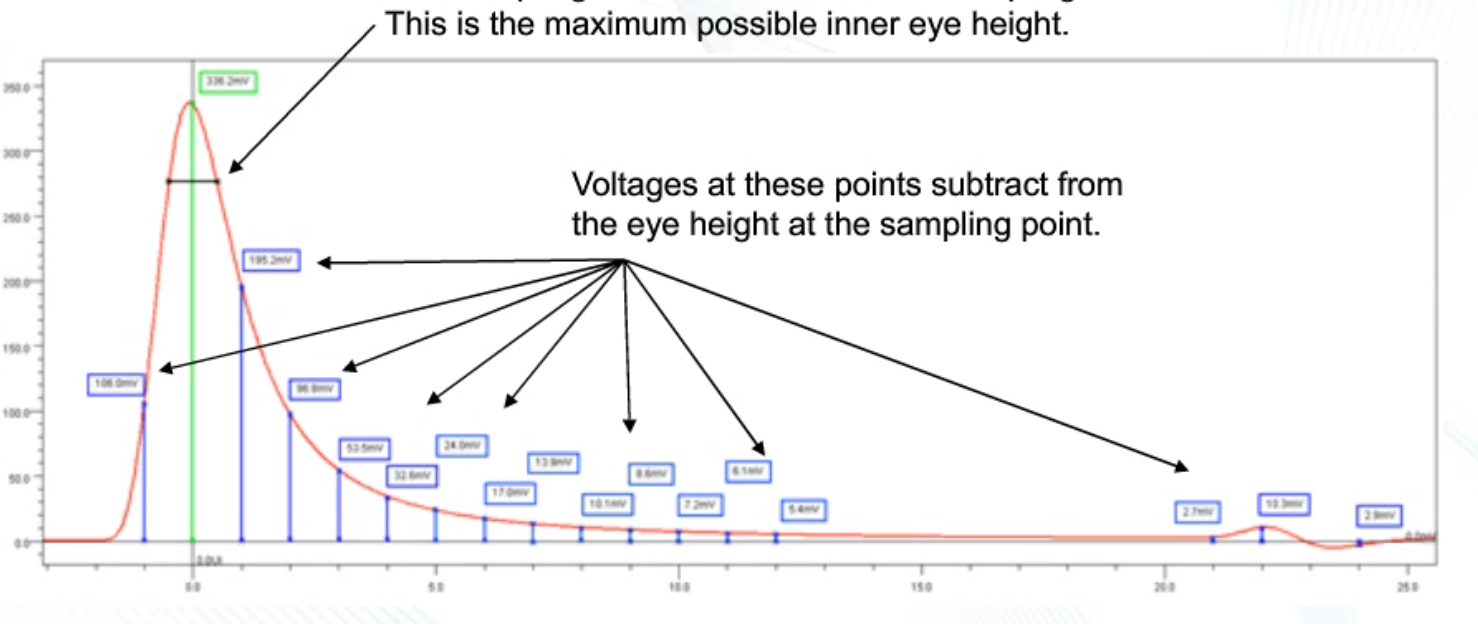 This is the maximum possible inner eye height.
350.0
336.2mV
300.0
Voltages at these points subtract from
the eye height at the sampling point.
250.0
195.2mV
200.0
150.0
106.0mV
98.8mV
100.0
53.5mV
24.0mV
32.6mV
13.9mV
8.6mV
6.1mV
50.0
17.0mV
10.1mV
7.2mV
5.4mV
2.7mV
10.3mV
2.9mV
0.0
0.0mV
0.0UI
0.0
5.0
10.0
15.0
20.0
25.0